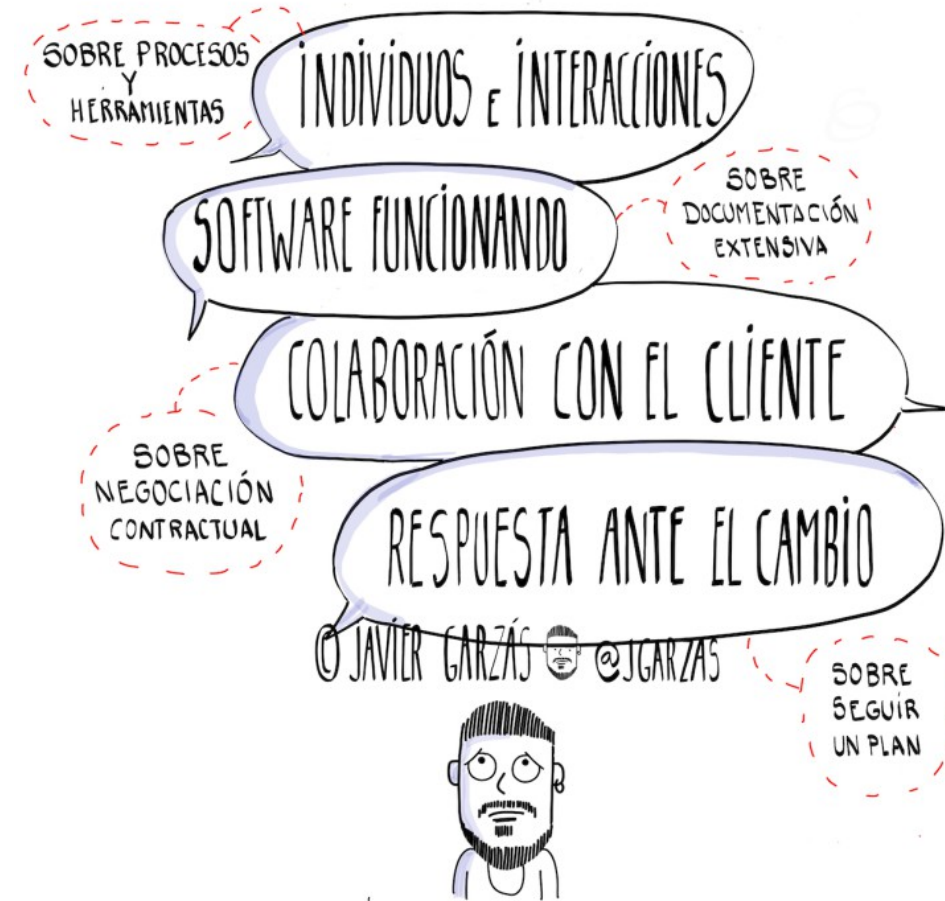 SOBRE PROCESOS
Y
HERRAMIENTAS
INDIVIDUOS E INTERACCIONES
SOFTWARE FUNCIONANDO
SOBRE
DOCUMENTACIÓN
EXTENSIVA
COLABORACIÓN CON EL CLIENTE
SOBRE
NEGOCIACIÓN
CONTRACTUAL
RESPUESTA ANTE EL CAMBIO
© JAVIER GARZÁS @JGARZAS
SOBRE
SEGUIR
UN PLAN